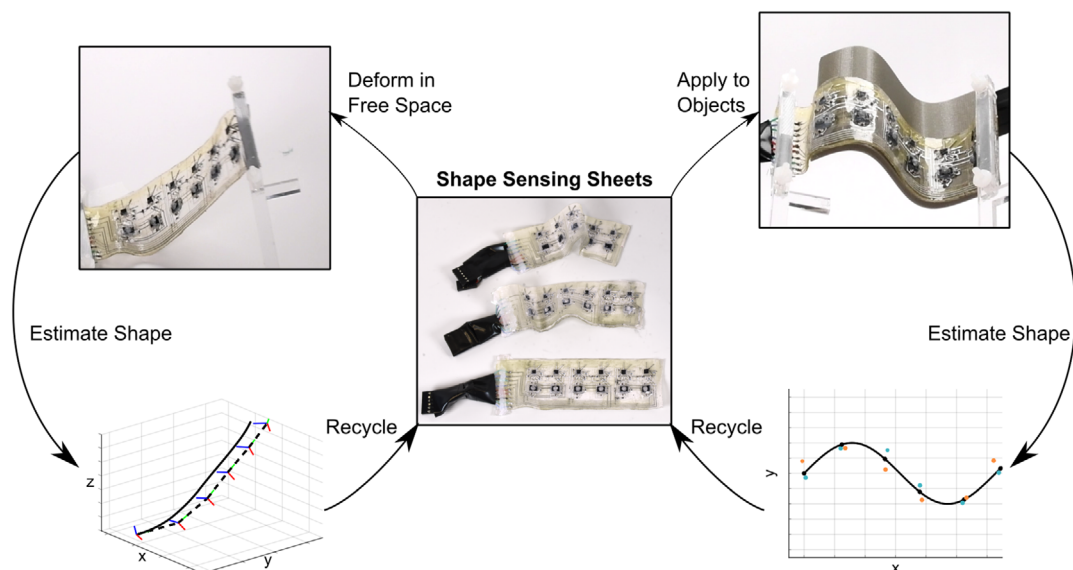 Deform in
Free Space
Apply to
Objects
Shape Sensing Sheets
Estimate Shape
Estimate Shape
Recycle
Recycle
z
x
y
y
x